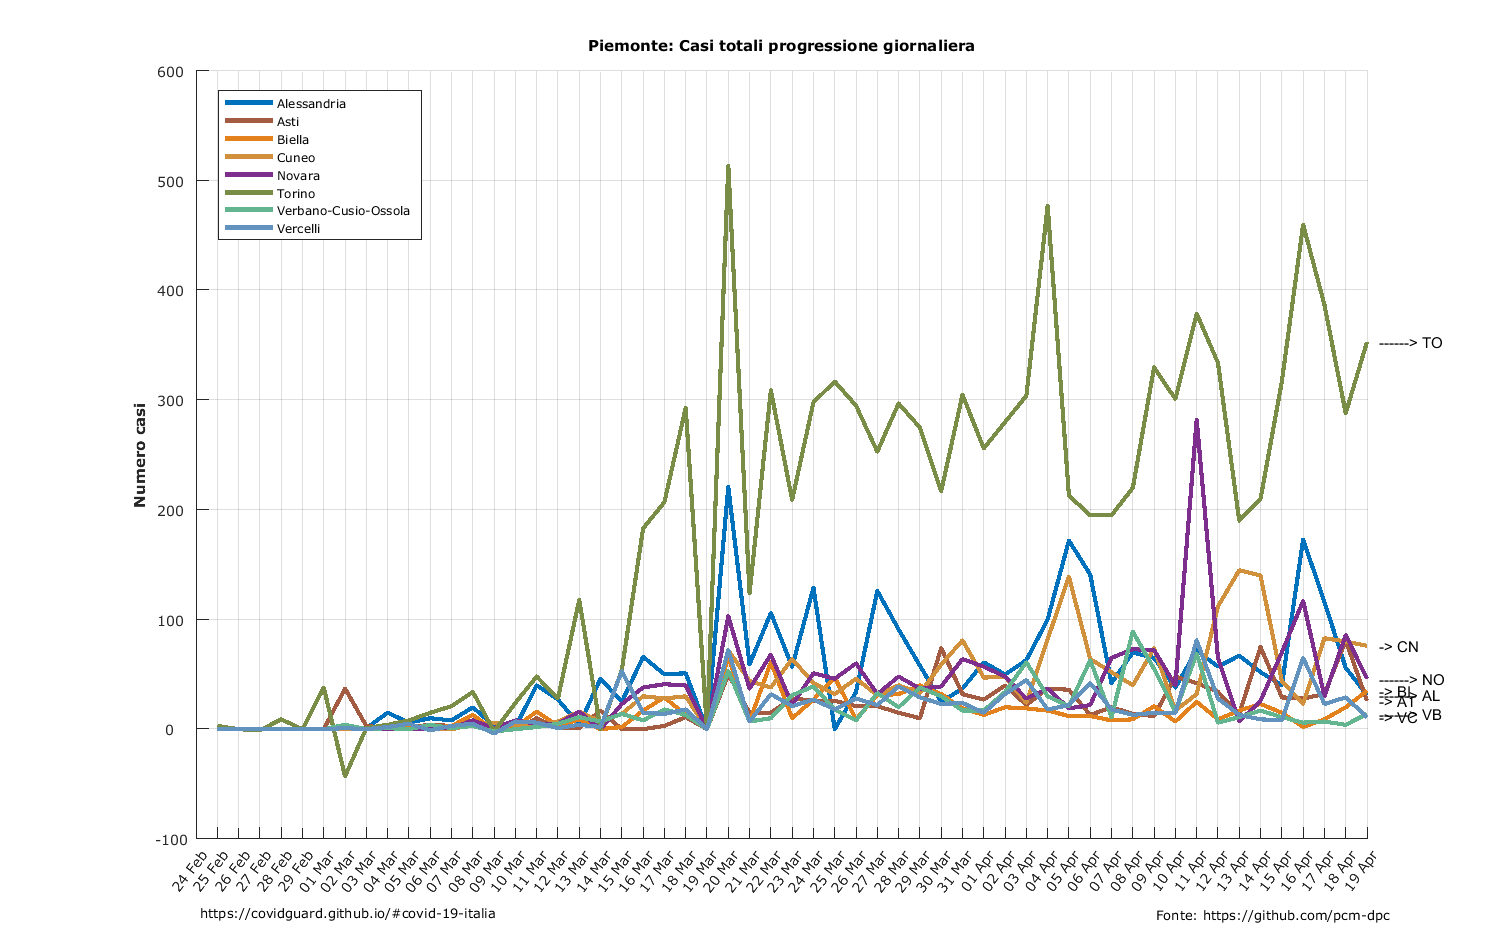 Piemonte: Casi totali progressione giornaliera
600
500
400
300
200
100
0
-100
Numero casi
Alessandria
Asti
Biella
Cuneo
Novara
Torino
Verbano-Cusio-Ossola
Vercelli
------> TO
-> CN
------> NO
-> BL
------> AL
-> AT
------> VB
-> VC
24 Feb
25 Feb
26 Feb
27 Feb
28 Feb
29 Feb
01 Mar
02 Mar
03 Mar
04 Mar
05 Mar
06 Mar
07 Mar
08 Mar
09 Mar
10 Mar
11 Mar
12 Mar
13 Mar
14 Mar
15 Mar
16 Mar
17 Mar
18 Mar
19 Mar
20 Mar
21 Mar
22 Mar
23 Mar
24 Mar
25 Mar
26 Mar
27 Mar
28 Mar
29 Mar
30 Mar
31 Mar
01 Apr
02 Apr
03 Apr
04 Apr
05 Apr
06 Apr
07 Apr
08 Apr
09 Apr
10 Apr
11 Apr
12 Apr
13 Apr
14 Apr
15 Apr
16 Apr
17 Apr
18 Apr
19 Apr
https://covidguard.github.io/#covid-19-italia
Fonte: https://github.com/pcm-dpc